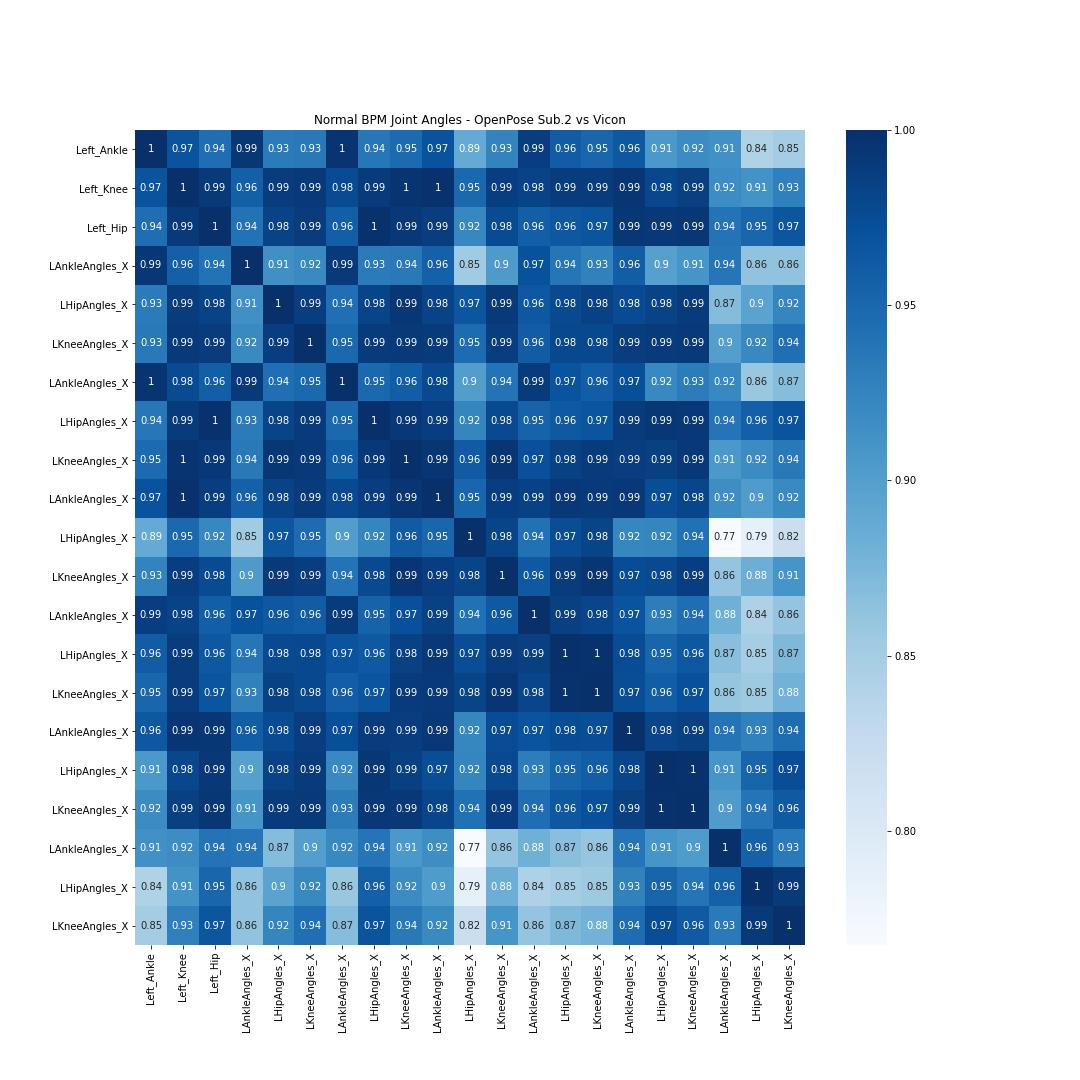 Normal BPM Joint Angles - OpenPose Sub.2 vs Vicon
Left_Ankle 1 0.97 0.94 0.99 0.93 0.93 1 0.94 0.95 0.97 0.89 0.93 0.99 0.96 0.95 0.96 0.91 0.92 0.91 0.84 0.85
Left_Knee 0.97 1 0.99 0.96 0.99 0.99 0.98 0.99 1 1 0.95 0.99 0.98 0.99 0.99 0.99 0.98 0.99 0.92 0.91 0.93
Left_Hip 0.94 0.99 1 0.94 0.98 0.99 0.96 1 0.99 0.99 0.92 0.98 0.96 0.96 0.97 0.99 0.99 0.99 0.94 0.95 0.97
LAnkleAngles_X 0.99 0.96 0.94 1 0.91 0.92 0.99 0.93 0.94 0.96 0.85 0.9 0.97 0.94 0.93 0.96 0.9 0.91 0.94 0.86 0.86
LHipAngles_X 0.93 0.99 0.98 0.91 1 0.99 0.94 0.98 0.99 0.98 0.97 0.99 0.96 0.98 0.98 0.98 0.98 0.99 0.87 0.9 0.92
LKneeAngles_X 0.93 0.99 0.99 0.92 0.99 1 0.95 0.99 0.99 0.99 0.95 0.99 0.96 0.98 0.98 0.99 0.99 0.99 0.9 0.92 0.94
LAnkleAngles_X 1 0.98 0.96 0.99 0.94 0.95 1 0.95 0.96 0.98 0.9 0.94 0.99 0.97 0.96 0.97 0.92 0.93 0.92 0.86 0.87
LHipAngles_X 0.94 0.99 1 0.93 0.98 0.99 0.95 1 0.99 0.99 0.92 0.98 0.95 0.96 0.97 0.99 0.99 0.99 0.94 0.96 0.97
LKneeAngles_X 0.95 1 0.99 0.94 0.99 0.99 0.96 0.99 1 0.99 0.96 0.99 0.97 0.98 0.99 0.99 0.99 0.99 0.91 0.92 0.94
LAnkleAngles_X 0.97 1 0.99 0.96 0.98 0.99 0.98 0.99 0.99 1 0.95 0.99 0.99 0.99 0.99 0.99 0.97 0.98 0.92 0.9 0.92
LHipAngles_X 0.89 0.95 0.92 0.85 0.97 0.95 0.9 0.92 0.96 0.95 1 0.98 0.94 0.97 0.98 0.92 0.92 0.94 0.77 0.79 0.82
LKneeAngles_X 0.93 0.99 0.98 0.9 0.99 0.99 0.94 0.98 0.99 0.99 0.98 1 0.96 0.99 0.99 0.97 0.98 0.99 0.86 0.88 0.91
LAnkleAngles_X 0.99 0.98 0.96 0.97 0.96 0.96 0.99 0.95 0.97 0.99 0.94 0.96 1 0.99 0.98 0.97 0.93 0.94 0.88 0.84 0.86
LHipAngles_X 0.96 0.99 0.96 0.94 0.98 0.98 0.97 0.96 0.98 0.99 0.97 0.99 0.99 1 1 0.98 0.95 0.96 0.87 0.85 0.87
LKneeAngles_X 0.95 0.99 0.97 0.93 0.98 0.98 0.96 0.97 0.99 0.99 0.98 0.99 0.98 1 1 0.97 0.96 0.97 0.86 0.85 0.88
LAnkleAngles_X 0.96 0.99 0.99 0.96 0.98 0.99 0.97 0.99 0.99 0.99 0.92 0.97 0.97 0.98 0.97 1 0.98 0.99 0.94 0.93 0.94
LHipAngles_X 0.91 0.98 0.99 0.9 0.98 0.99 0.92 0.99 0.99 0.97 0.92 0.98 0.93 0.95 0.96 0.98 1 1 0.91 0.95 0.97
LKneeAngles_X 0.92 0.99 0.99 0.91 0.99 0.99 0.93 0.99 0.99 0.98 0.94 0.99 0.94 0.96 0.97 0.99 1 1 0.9 0.94 0.96
LAnkleAngles_X 0.91 0.92 0.94 0.94 0.87 0.9 0.92 0.94 0.91 0.92 0.77 0.86 0.88 0.87 0.86 0.94 0.91 0.9 1 0.96 0.93
LHipAngles_X 0.84 0.91 0.95 0.86 0.9 0.92 0.86 0.96 0.92 0.9 0.79 0.88 0.84 0.85 0.85 0.93 0.95 0.94 0.96 1 0.99
LKneeAngles_X 0.85 0.93 0.97 0.86 0.92 0.94 0.87 0.97 0.94 0.92 0.82 0.91 0.86 0.87 0.88 0.94 0.97 0.96 0.93 0.99 1
Left_Ankle
Left_Knee
Left_Hip
LAnkleAngles_X
LHipAngles_X
LKneeAngles_X
LAnkleAngles_X
LHipAngles_X
LKneeAngles_X
LAnkleAngles_X
LHipAngles_X
LKneeAngles_X
LAnkleAngles_X
LHipAngles_X
LKneeAngles_X
LAnkleAngles_X
LHipAngles_X
LKneeAngles_X
LAnkleAngles_X
LHipAngles_X
LKneeAngles_X
1.00
0.95
0.90
0.85
0.80